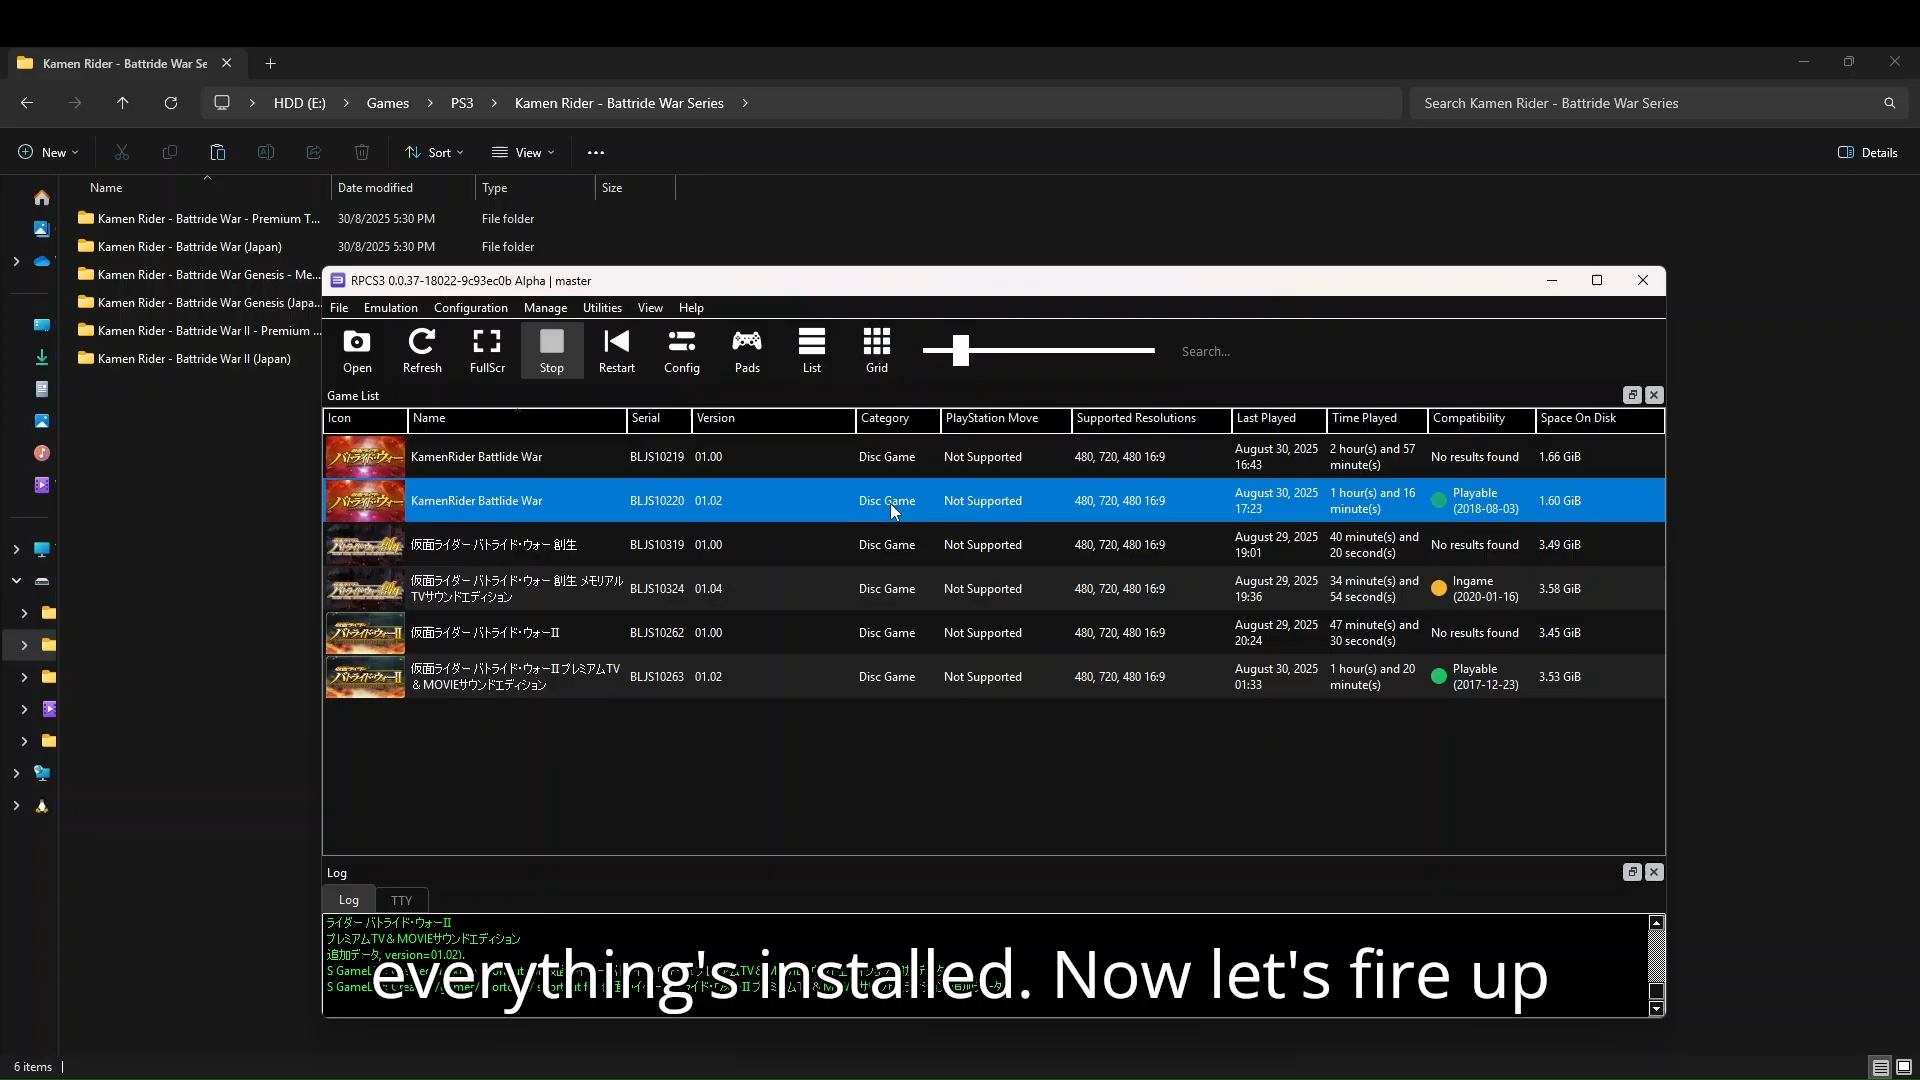 Kamen Rider - Battride War Se
HDD (E:) > Games > PS3 > Kamen Rider - Battride War Series >
Search Kamen Rider - Battride War Series
New Sort View ••• Details
Name Date modified Type Size
Kamen Rider - Battride War - Premium T... 30/8/2025 5:30 PM File folder
Kamen Rider - Battride War (Japan) 30/8/2025 5:30 PM File folder
Kamen Rider - Battride War Genesis - Me...
Kamen Rider - Battride War Genesis (Japa...
Kamen Rider - Battride War II - Premium ...
Kamen Rider - Battride War II (Japan)
RPCS3 0.0.37-18022-9c93ec0b Alpha | master
File Emulation Configuration Manage Utilities View Help
Open Refresh FullScr Stop Restart Config Pads List Grid Search...
Game List
Icon Name Serial Version Category PlayStation Move Supported Resolutions Last Played Time Played Compatibility Space On Disk
KamenRider Battlide War BLJS10219 01.00 Disc Game Not Supported 480, 720, 480 16:9 August 30, 2025 2 hour(s) and 57 No results found 1.66 GiB
16:43 minute(s)
KamenRider Battlide War BLJS10220 01.02 Disc Game Not Supported 480, 720, 480 16:9 August 30, 2025 1 hour(s) and 16 Playable 1.60 GiB
17:23 minute(s) (2018-08-03)
仮面ライダー バトライド・ウォー 創生 BLJS10319 01.00 Disc Game Not Supported 480, 720, 480 16:9 August 29, 2025 40 minute(s) and No results found 3.49 GiB
19:01 20 second(s)
仮面ライダー バトライド・ウォー 創生 メモリアル BLJS10324 01.04 Disc Game Not Supported 480, 720, 480 16:9 August 29, 2025 34 minute(s) and Ingame 3.58 GiB
TVサウンドエディション 19:36 54 second(s) (2020-01-16)
仮面ライダー バトライド・ウォーII BLJS10262 01.00 Disc Game Not Supported 480, 720, 480 16:9 August 29, 2025 47 minute(s) and No results found 3.45 GiB
20:24 30 second(s)
仮面ライダー バトライド・ウォーII プレミアムTV BLJS10263 01.02 Disc Game Not Supported 480, 720, 480 16:9 August 30, 2025 1 hour(s) and 20 Playable 3.53 GiB
& MOVIEサウンドエディション 01:33 minute(s) (2017-12-23)
Log
Log TTY
ライダー バトライド・ウォーII
プレミアムTV & MOVIEサウンドエディション
追加データ, version=01.02).
everything's installed. Now let's fire up
6 items